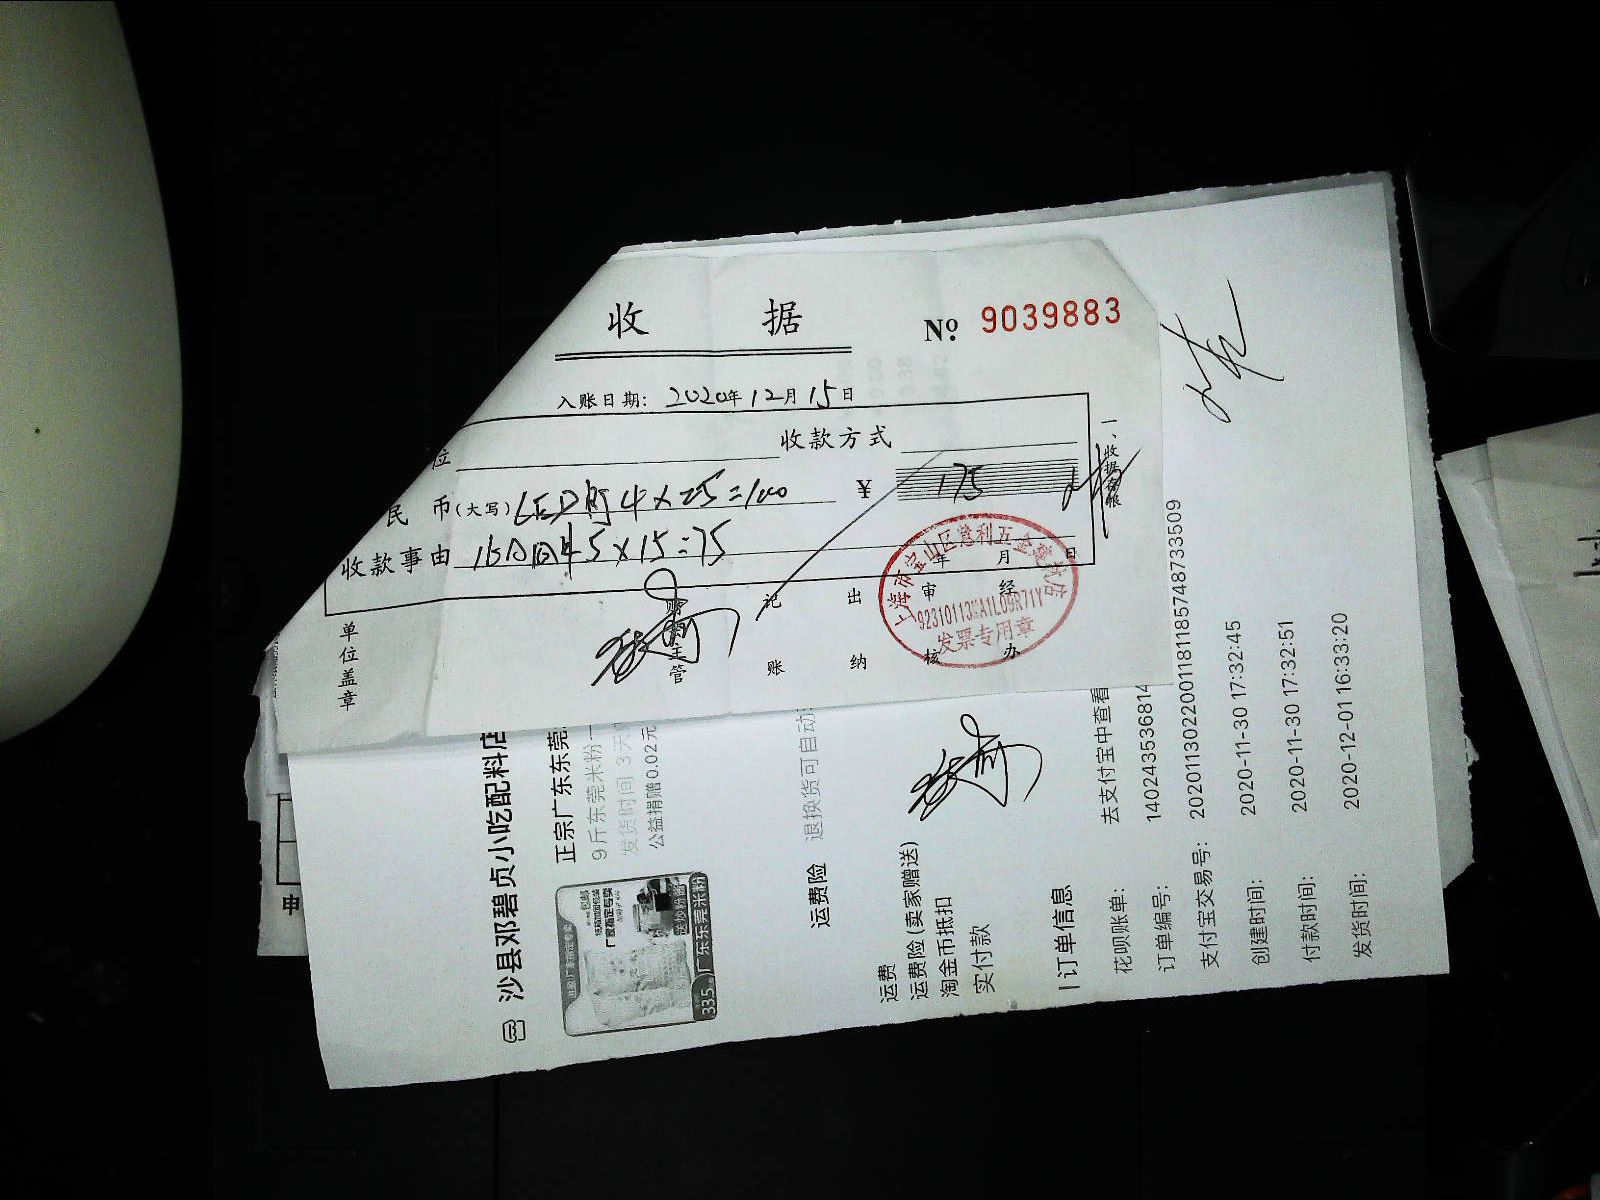 收 据
№ 9039883
入账日期: 2020年12月15日
位 收款方式
民 币(大写) LED灯 4×25=100 ¥ 175
收款事由 16A 5×15=75
年 月 日
单位盖章
财务主管
记账
出纳
审核
经办
一、收据存根
上海市宝山区
利五金
92310113MA1L09R71Y
发票专用章
沙县邓碧贞小吃配料店
正宗广东东莞
9斤东莞米粉
发货时间 3天
公益捐赠0.02元
广东东莞米粉
运费险 退换货可自动
运费
运费险(卖家赠送)
淘金币抵扣
实付款
订单信息
花呗账单: 去支付宝中查看
订单编号: 140243536814
支付宝交易号: 2020113022001181185748733509
创建时间: 2020-11-30 17:32:45
付款时间: 2020-11-30 17:32:51
发货时间: 2020-12-01 16:33:20
申